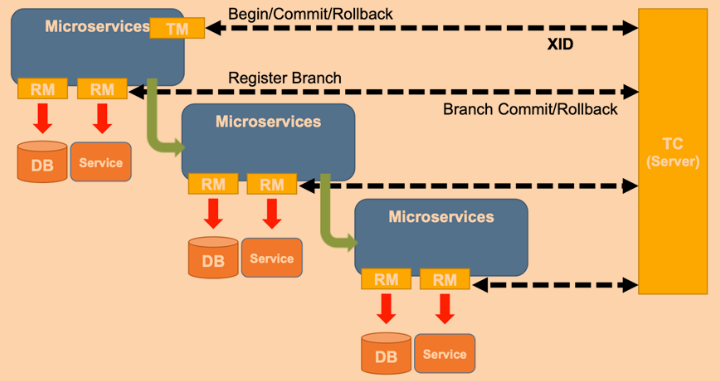 Begin/Commit/Rollback
Microservices
TM
XID
Register Branch
RM
RM
Branch Commit/Rollback
Microservices
TC
(Server)
DB
Service
RM
RM
Microservices
DB
Service
RM
RM
DB
Service